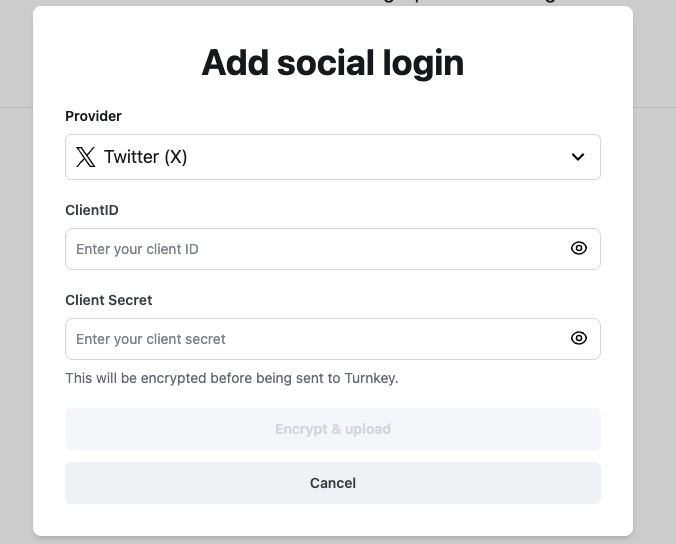 Add social login
Provider
Twitter (X)
ClientID
Enter your client ID
Client Secret
Enter your client secret
This will be encrypted before being sent to Turnkey.
Encrypt & upload
Cancel